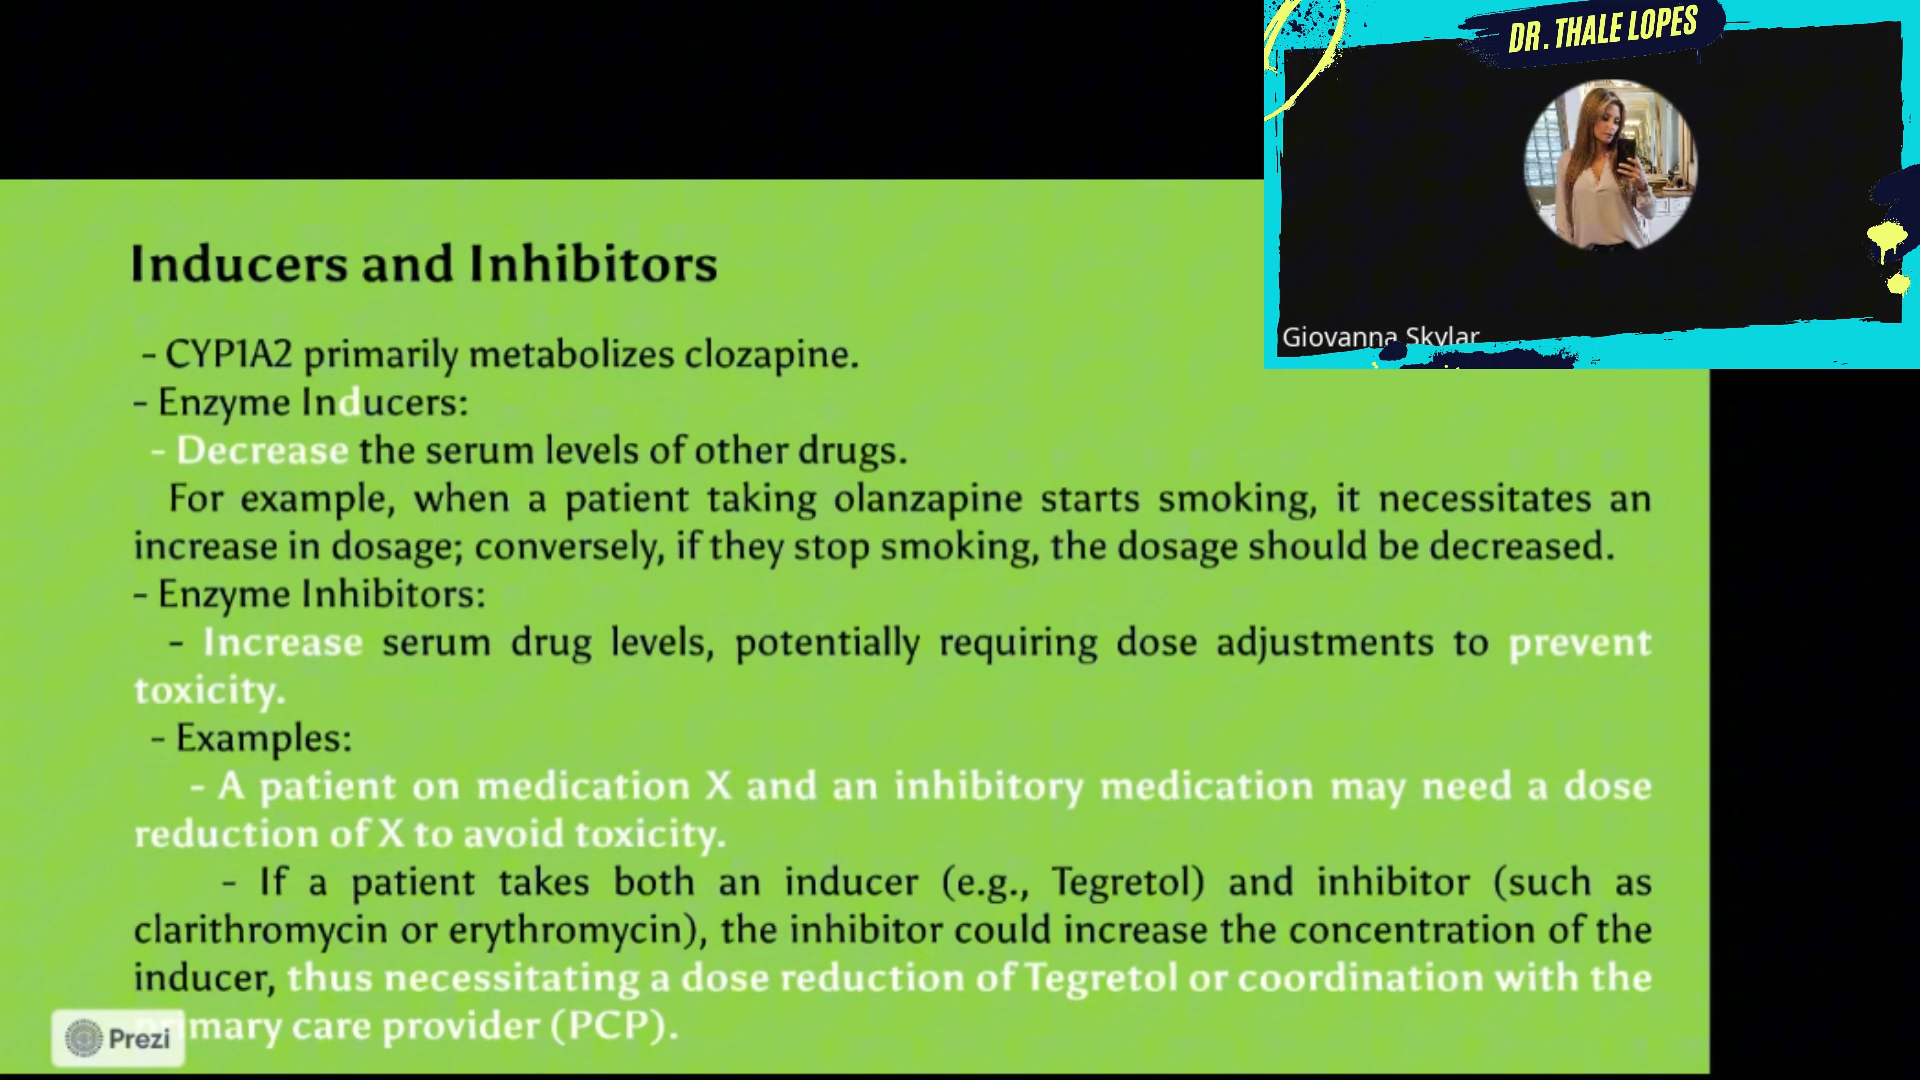 DR. THALE LOPES
Giovanna Skylar
Inducers and Inhibitors
- CYP1A2 primarily metabolizes clozapine.
- Enzyme Inducers:
- Decrease the serum levels of other drugs.
For example, when a patient taking olanzapine starts smoking, it necessitates an
increase in dosage; conversely, if they stop smoking, the dosage should be decreased.
- Enzyme Inhibitors:
- Increase serum drug levels, potentially requiring dose adjustments to prevent
toxicity.
- Examples:
- A patient on medication X and an inhibitory medication may need a dose
reduction of X to avoid toxicity.
- If a patient takes both an inducer (e.g., Tegretol) and inhibitor (such as
clarithromycin or erythromycin), the inhibitor could increase the concentration of the
inducer, thus necessitating a dose reduction of Tegretol or coordination with the
primary care provider (PCP).
Prezi